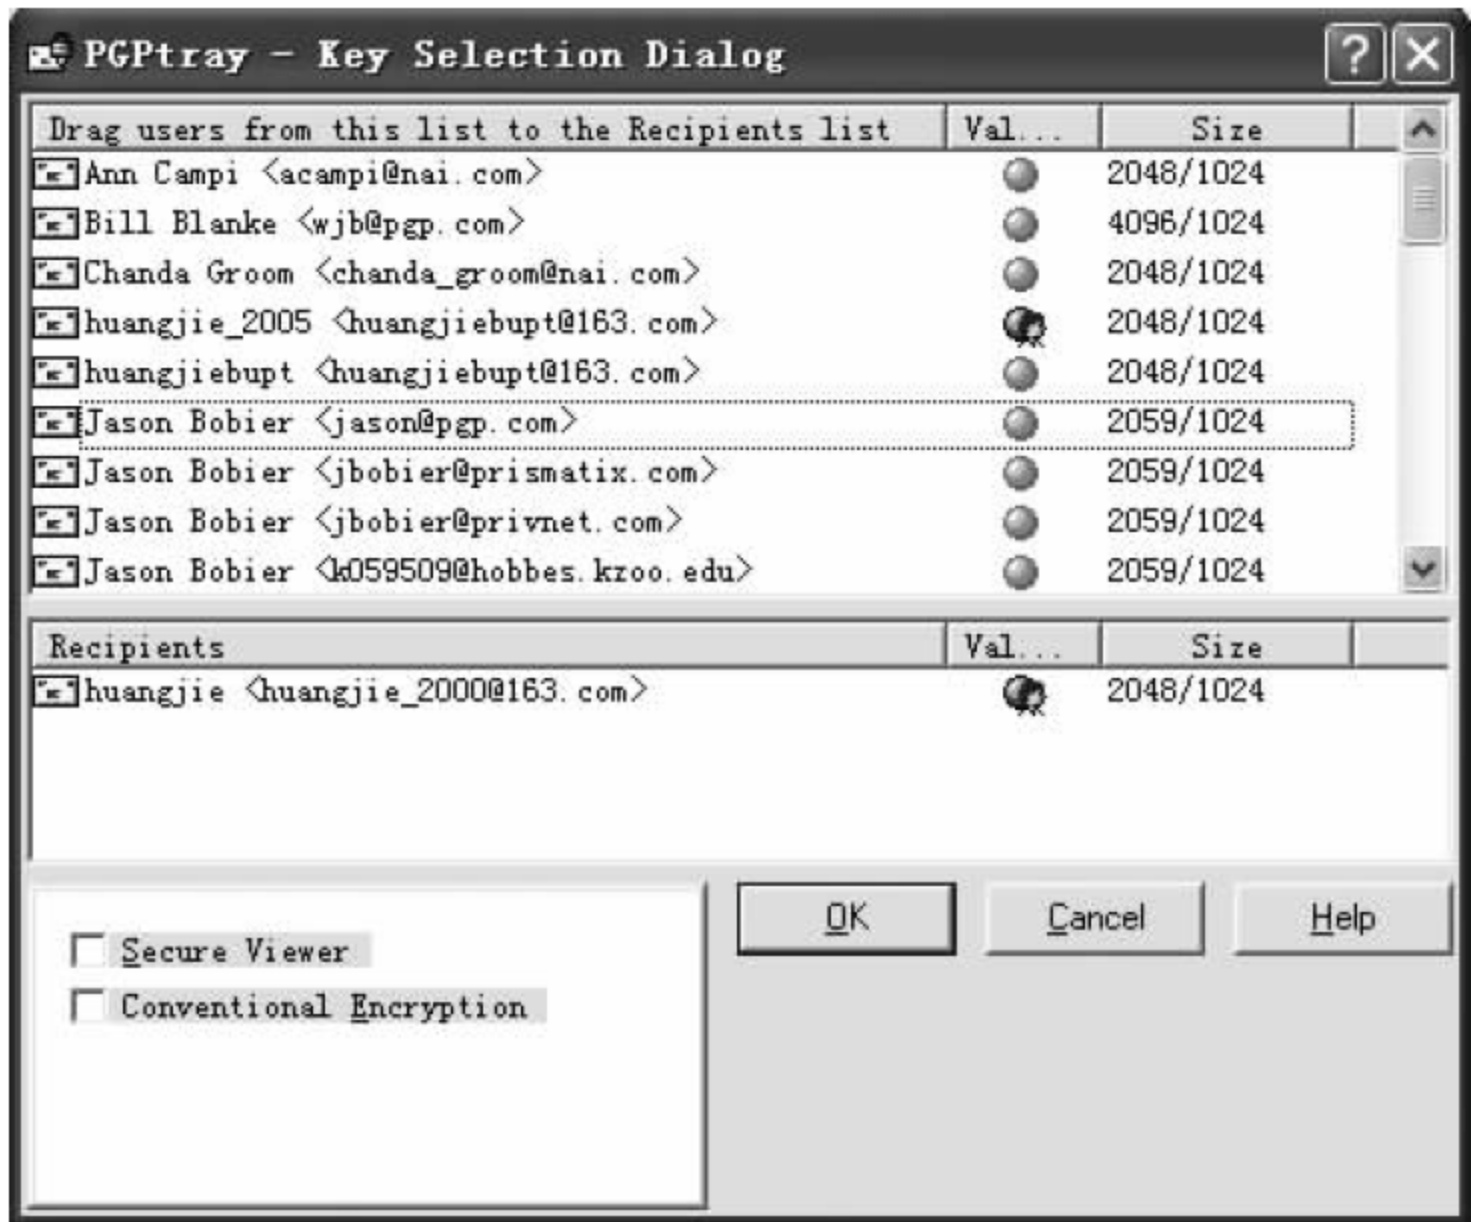 PGPtray - Key Selection Dialog
Drag users from this list to the Recipients list Val... Size
Ann Campi <acampi@nai.com> 2048/1024
Bill Blanke <wjb@pgp.com> 4096/1024
Chanda Groom <chanda_groom@nai.com> 2048/1024
huangjie_2005 <huangjiebupt@163.com> 2048/1024
huangjiebupt <huangjiebupt@163.com> 2048/1024
Jason Bobier <jason@pgp.com> 2059/1024
Jason Bobier <jbobier@prismatix.com> 2059/1024
Jason Bobier <jbobier@privnet.com> 2059/1024
Jason Bobier <k059509@hobbes.kzoo.edu> 2059/1024
Recipients Val... Size
huangjie <huangjie_2000@163.com> 2048/1024
OK Cancel Help
Secure Viewer
Conventional Encryption